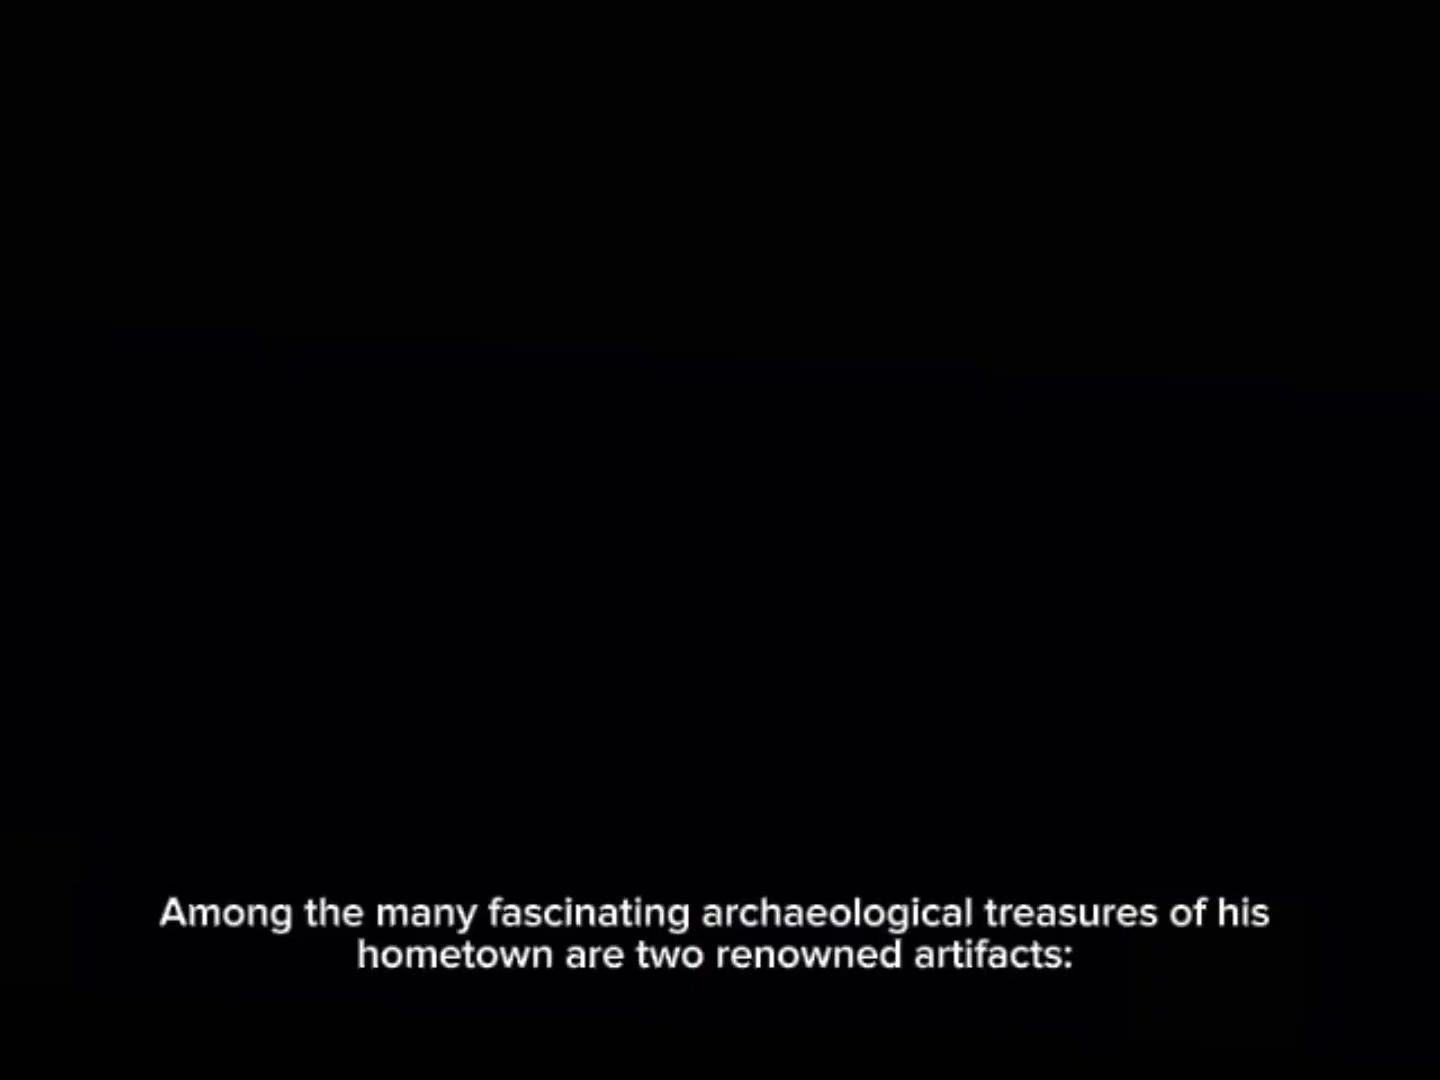 Among the many fascinating archaeological treasures of his
hometown are two renowned artifacts: